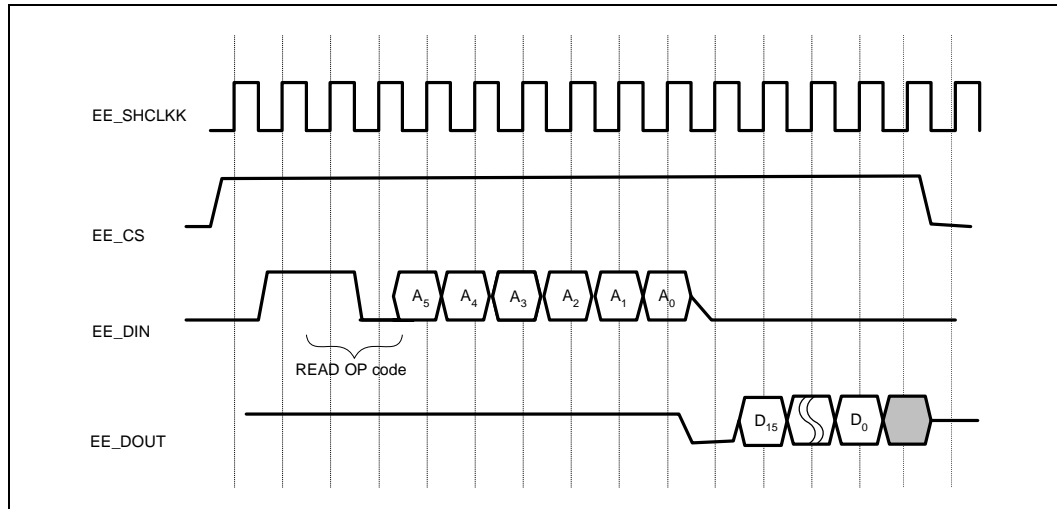 EE_SHCLKK
EE_CS
EE_DIN
A5 A4 A3 A2 A1 A0
READ OP code
EE_DOUT
D15 D0